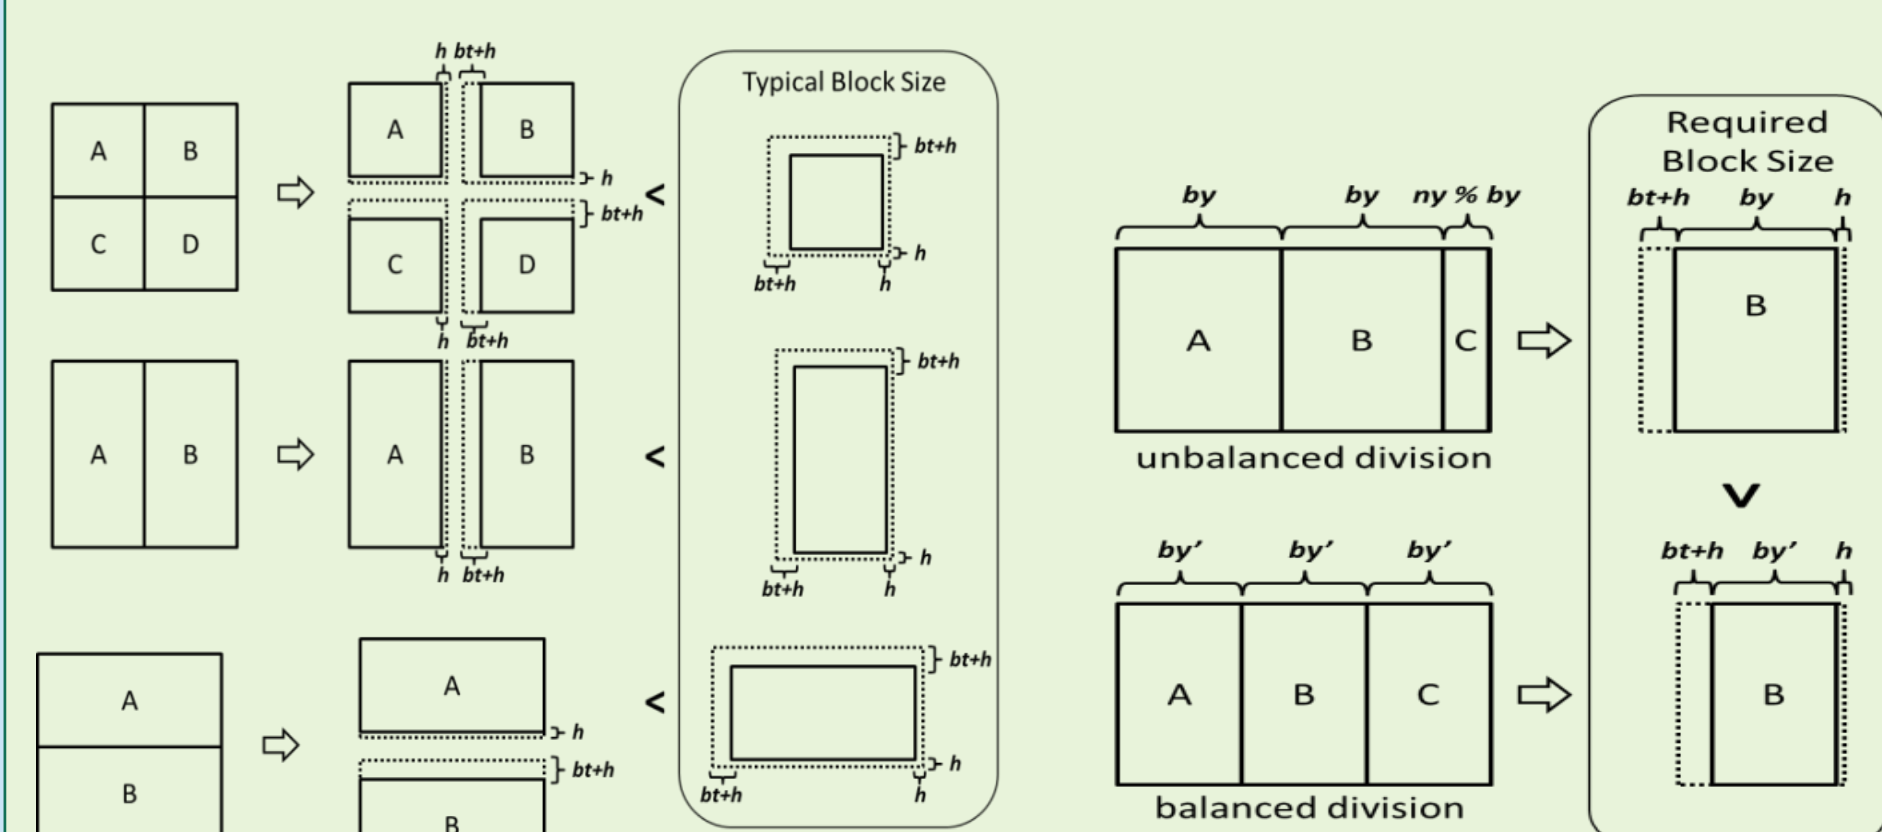 h bt+h
A B
h
bt+h
A B
C D
C D
h bt+h
A B
A B
h bt+h
A
B
A
h
bt+h
B
<
<
<
Typical Block Size
bt+h
h
bt+h h
bt+h
h
bt+h h
bt+h
h
bt+h h
by by ny % by
A B C
unbalanced division
by' by' by'
A B C
balanced division
Required
Block Size
bt+h by h
B
V
bt+h by' h
B